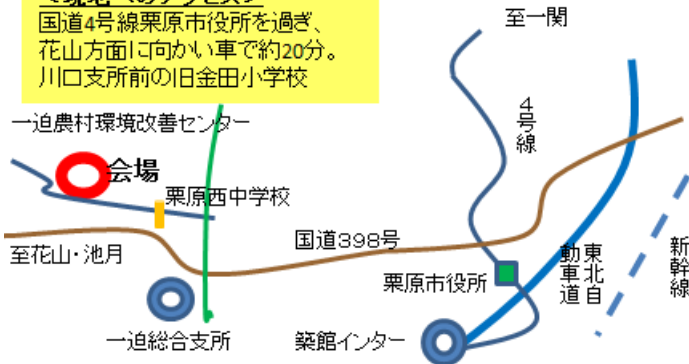 国道4号線栗原市役所を過ぎ、
花山方面に向かい車で約20分。
川口支所前の旧金田小学校
至一関
4号線
一迫農村環境改善センター
会場
栗原西中学校
国道398号
至花山・池月
栗原市役所
東北自動車道
新幹線
一迫総合支所
築館インター